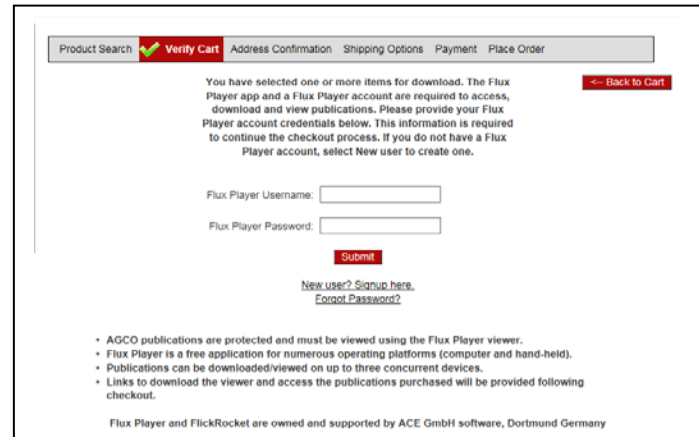 Product Search Verify Cart Address Confirmation Shipping Options Payment Place Order
<-- Back to Cart
You have selected one or more items for download. The Flux
Player app and a Flux Player account are required to access,
download and view publications. Please provide your Flux
Player account credentials below. This information is required
to continue the checkout process. If you do not have a Flux
Player account, select New user to create one.
Flux Player Username:
Flux Player Password:
Submit
New user? Signup here.
Forgot Password?
• AGCO publications are protected and must be viewed using the Flux Player viewer.
• Flux Player is a free application for numerous operating platforms (computer and hand-held).
• Publications can be downloaded/viewed on up to three concurrent devices.
• Links to download the viewer and access the publications purchased will be provided following
checkout.
Flux Player and FlickRocket are owned and supported by ACE GmbH software, Dortmund Germany